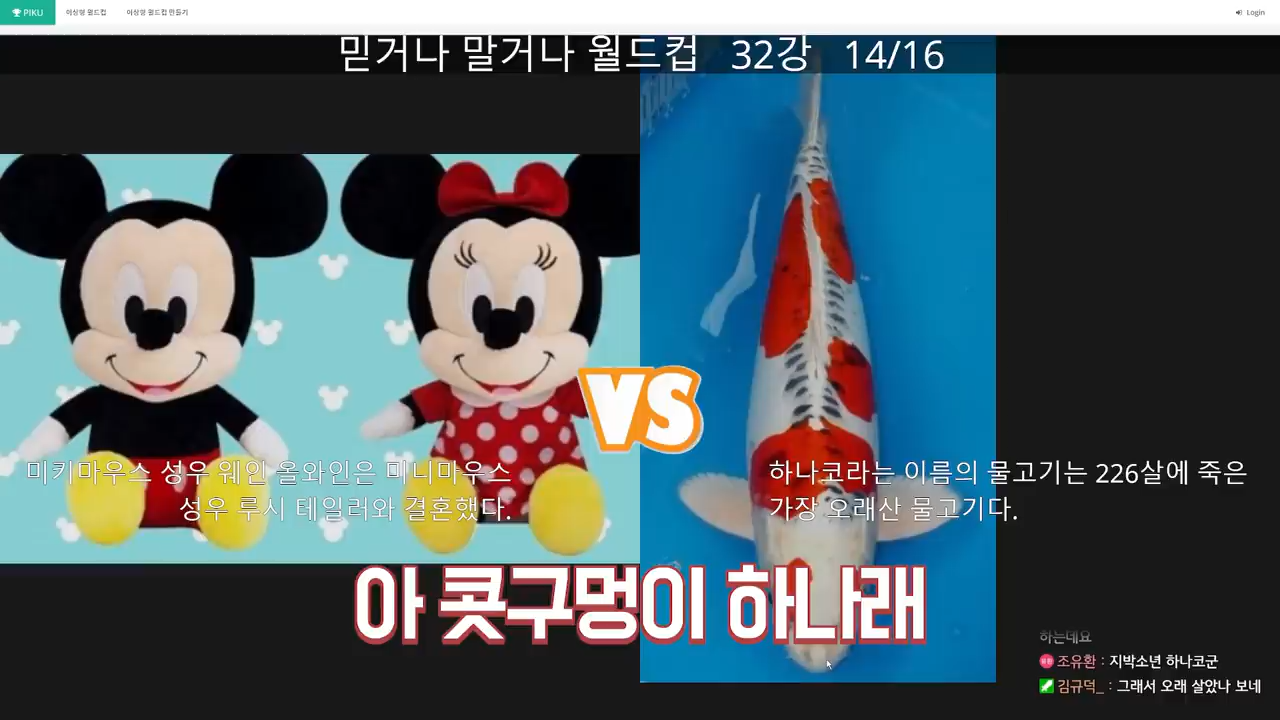 PIKU
이상형 월드컵
이상형 월드컵 만들기
Login
믿거나 말거나 월드컵 32강 14/16
VS
미키마우스 성우 웨인 올와인은 미니마우스
성우 루시 테일러와 결혼했다.
하나코라는 이름의 물고기는 226살에 죽은
가장 오래산 물고기다.
아 콧구멍이 하나래
하는데요
조유환 : 지박소년 하나코군
김규덕_ : 그래서 오래 살았나 보네